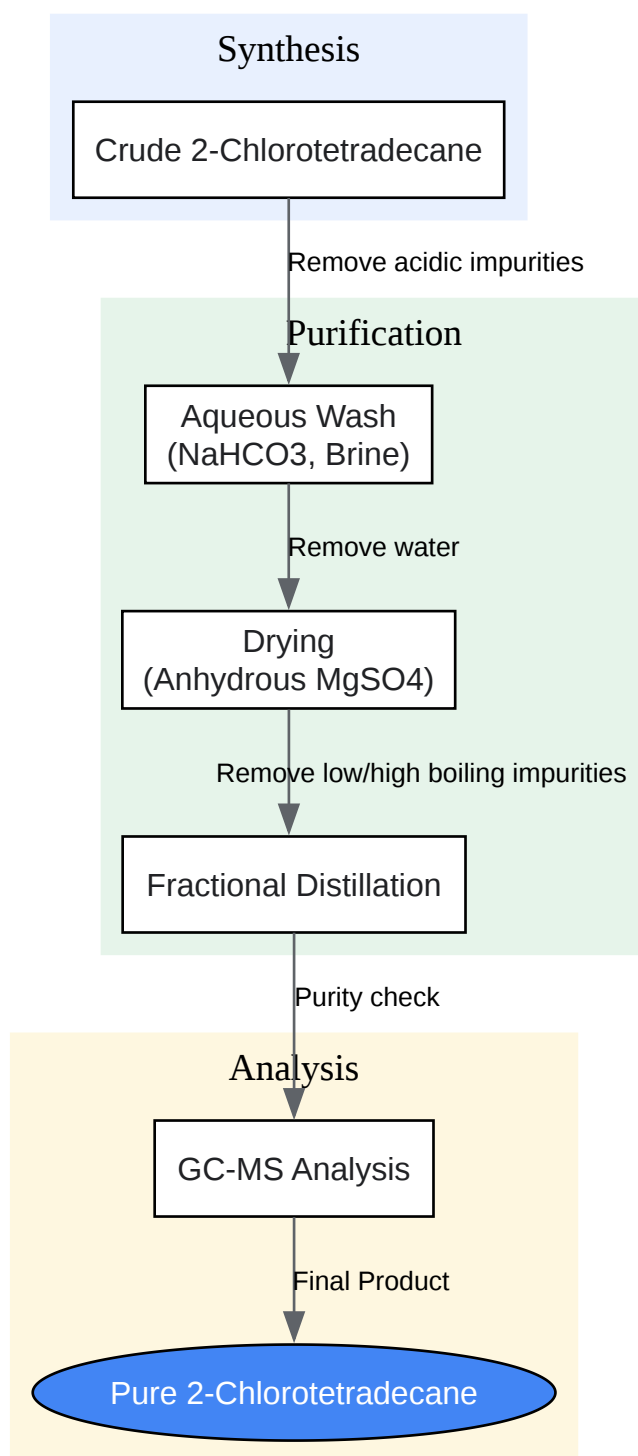 Synthesis
Crude 2-Chlorotetradecane
Remove acidic impurities
Purification
Aqueous Wash
(NaHCO3, Brine)
Remove water
Drying
(Anhydrous MgSO4)
Remove low/high boiling impurities
Fractional Distillation
Purity check
Analysis
GC-MS Analysis
Final Product
Pure 2-Chlorotetradecane